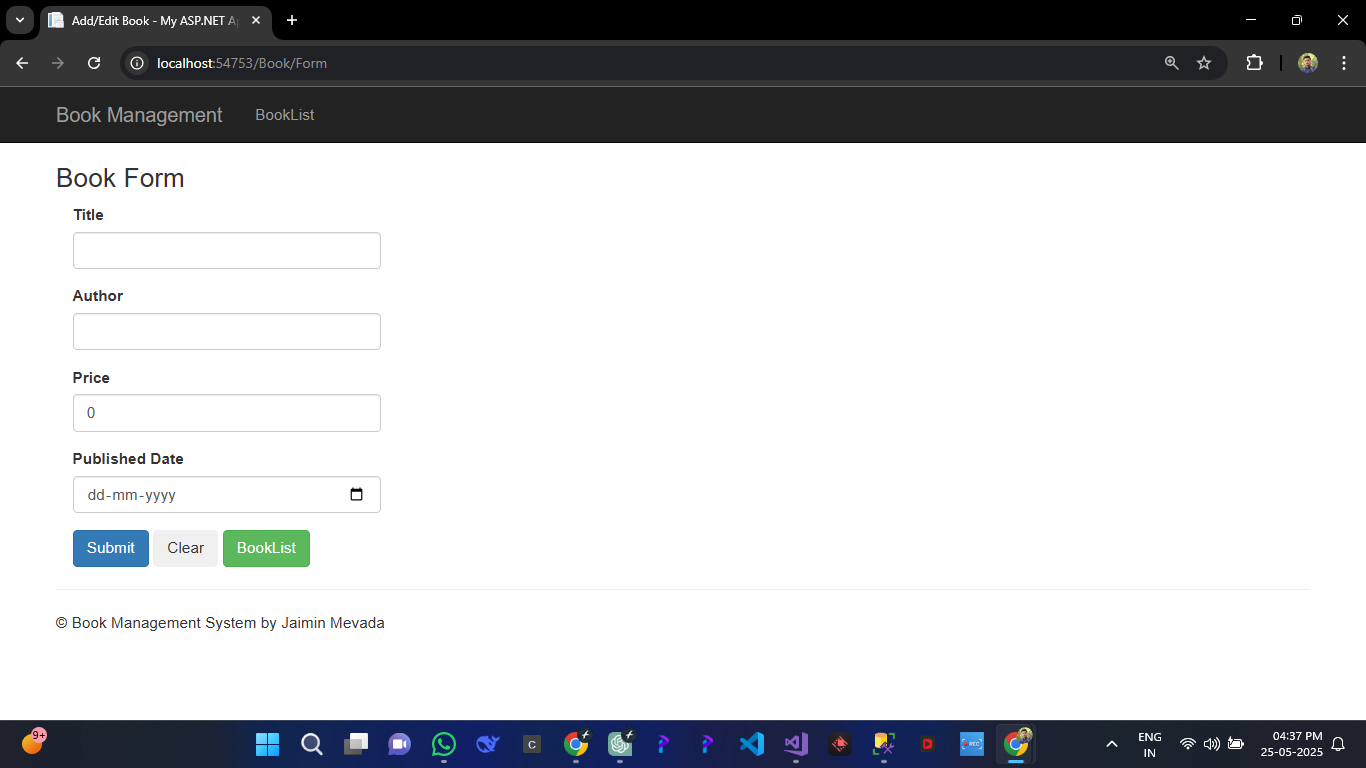 Add/Edit Book - My ASP.NET Ap
localhost:54753/Book/Form
Book Management
BookList
Book Form
Title
Author
Price
0
Published Date
dd-mm-yyyy
Submit
Clear
BookList
© Book Management System by Jaimin Mevada
9+
C
D
REC
ENG
IN
04:37 PM
25-05-2025